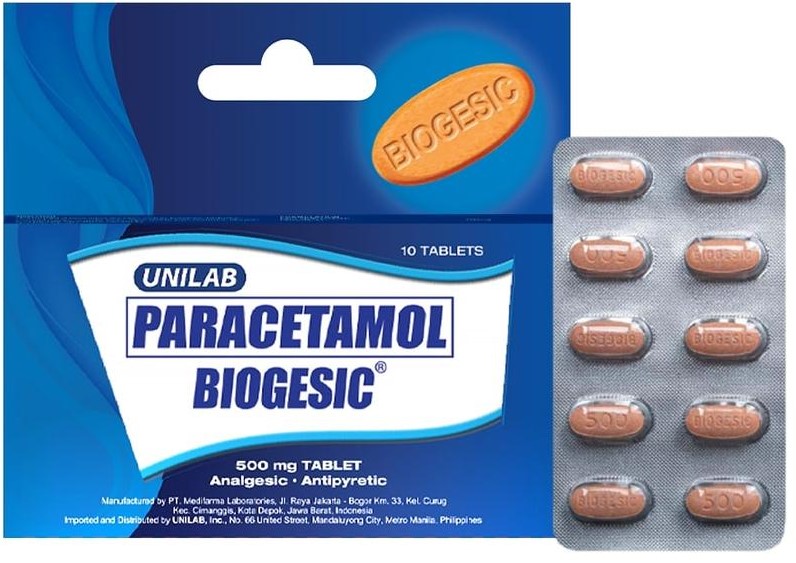 BIOGESIC
10 TABLETS
UNILAB
PARACETAMOL
BIOGESIC®
500 mg TABLET
Analgesic • Antipyretic
Manufactured by PT. Medifarma Laboratories, Jl. Raya Jakarta - Bogor Km. 33, Kel. Curug
Kec. Cimanggis, Kota Depok, Jawa Barat, Indonesia
Imported and Distributed by UNILAB, Inc., No. 66 United Street, Mandaluyong City, Metro Manila, Philippines
BIOGESIC 500
500 BIOGESIC
BIOGESIC BIOGESIC
500 BIOGESIC
BIOGESIC 500